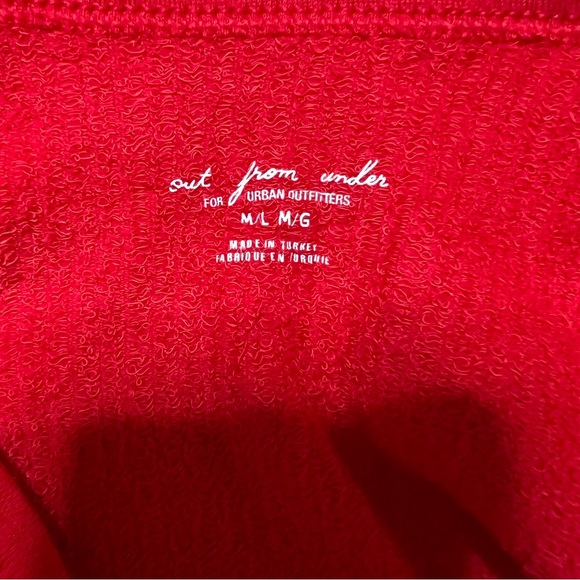 out from under
FOR URBAN OUTFITTERS
M/L M/G
MADE IN TURKEY
FABRIQUE EN TURQUIE